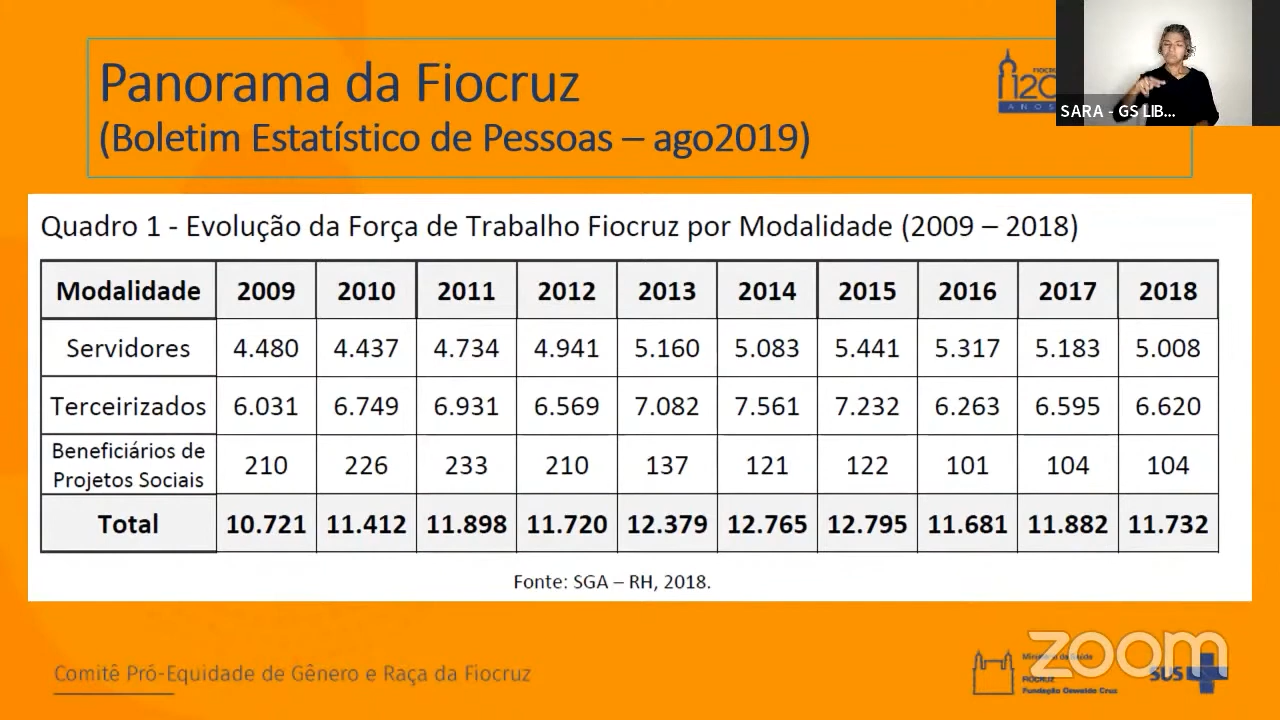 Panorama da Fiocruz
(Boletim Estatístico de Pessoas – ago2019)
FIOCRUZ
120
ANOS
SARA - GS LIB...
Quadro 1 - Evolução da Força de Trabalho Fiocruz por Modalidade (2009 – 2018)
Modalidade 2009 2010 2011 2012 2013 2014 2015 2016 2017 2018
Servidores 4.480 4.437 4.734 4.941 5.160 5.083 5.441 5.317 5.183 5.008
Terceirizados 6.031 6.749 6.931 6.569 7.082 7.561 7.232 6.263 6.595 6.620
Beneficiários de
Projetos Sociais 210 226 233 210 137 121 122 101 104 104
Total 10.721 11.412 11.898 11.720 12.379 12.765 12.795 11.681 11.882 11.732
Fonte: SGA – RH, 2018.
Comitê Pró-Equidade de Gênero e Raça da Fiocruz
zoom
Ministério da Saúde
FIOCRUZ
Fundação Oswaldo Cruz
SUS